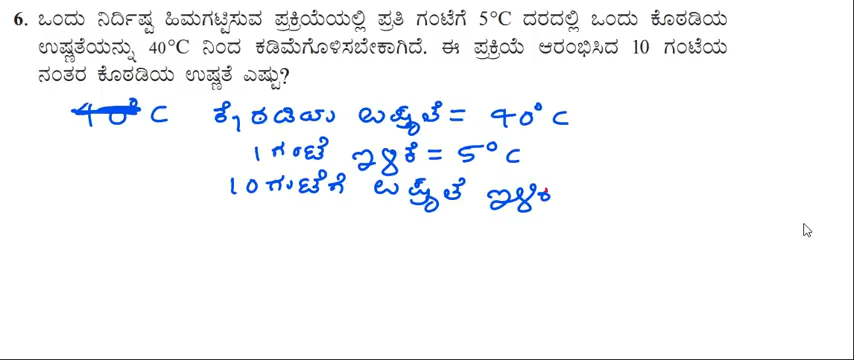 6. ಒಂದು ನಿರ್ದಿಷ್ಟ ಹಿಮಗಟ್ಟಿಸುವ ಪ್ರಕ್ರಿಯೆಯಲ್ಲಿ ಪ್ರತಿ ಗಂಟೆಗೆ 5°C ದರದಲ್ಲಿ ಒಂದು ಕೊಠಡಿಯ
ಉಷ್ಣತೆಯನ್ನು 40°C ನಿಂದ ಕಡಿಮೆಗೊಳಿಸಬೇಕಾಗಿದೆ. ಈ ಪ್ರಕ್ರಿಯೆ ಆರಂಭಿಸಿದ 10 ಗಂಟೆಯ
ನಂತರ ಕೊಠಡಿಯ ಉಷ್ಣತೆ ಎಷ್ಟು?
40°C ಕೊಠಡಿಯ ಉಷ್ಣತೆ = 40°C
1 ಗಂಟೆ ಇಳಿಕೆ = 5°C
10 ಗಂಟೆಗೆ ಉಷ್ಣತೆ ಇಳಿಕ